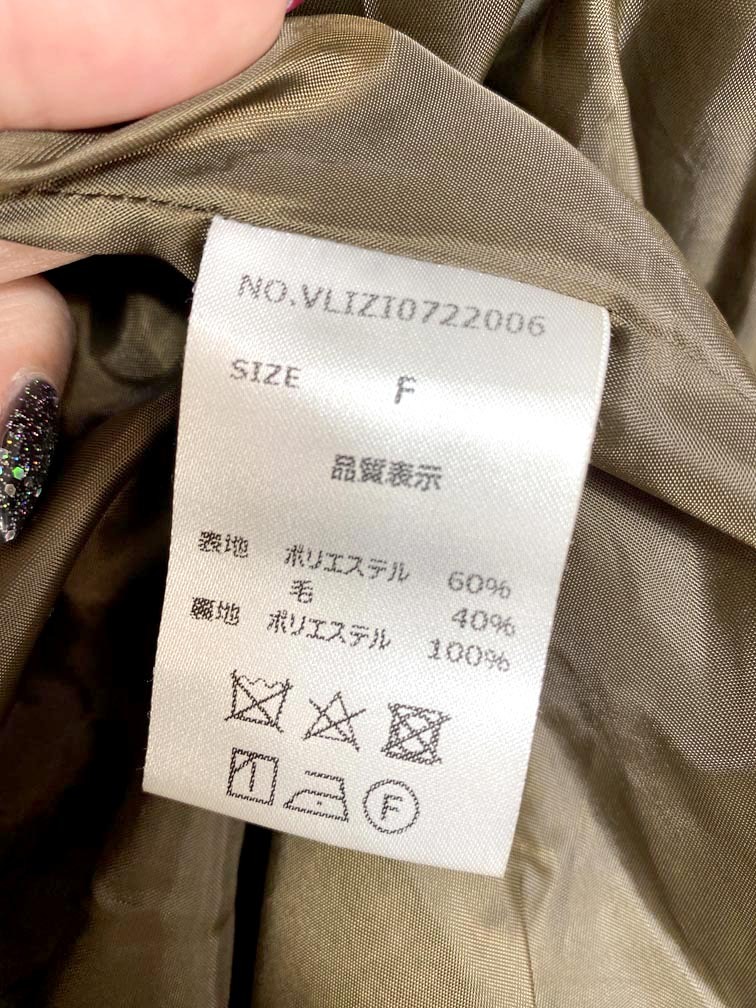 NO.VLIZI0722006
SIZE F
品質表示
表地 ポリエステル 60%
毛 40%
裏地 ポリエステル 100%
F